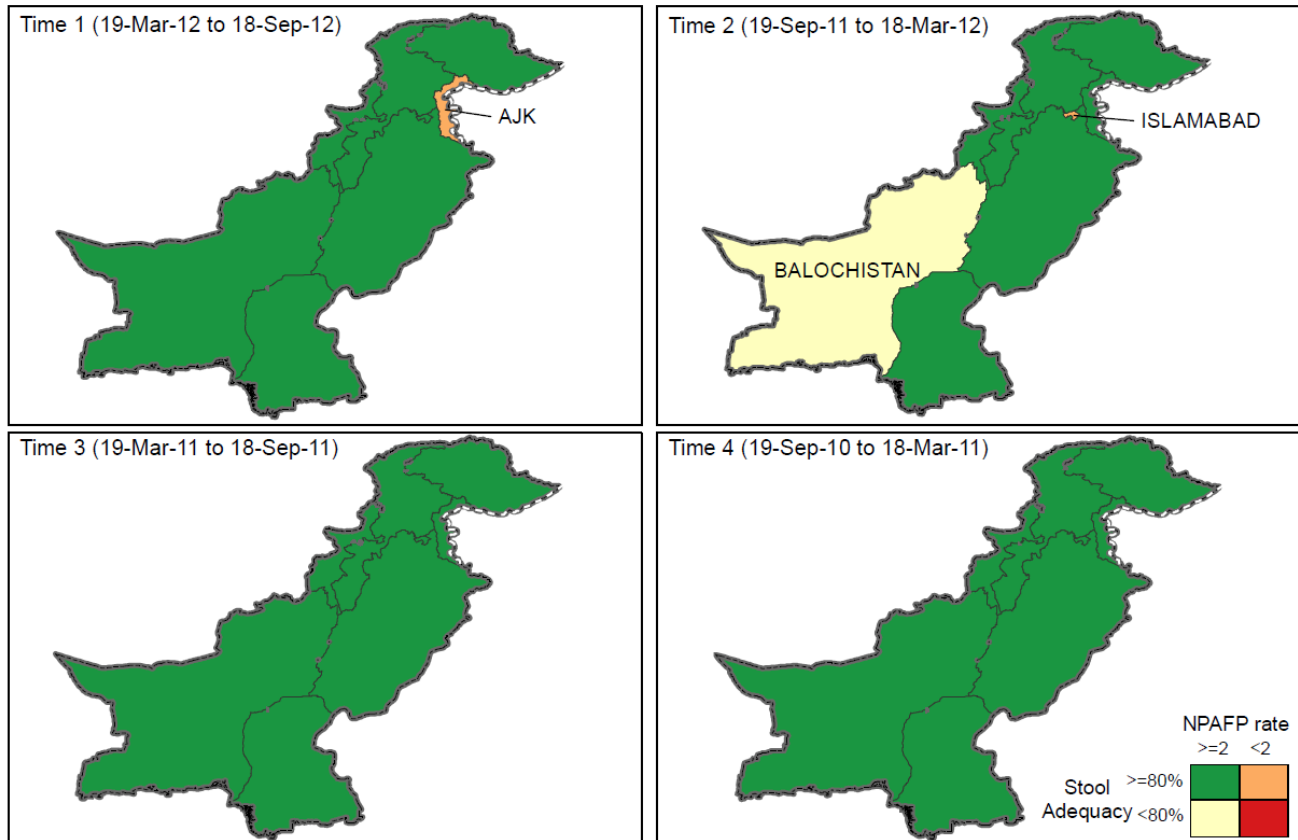 Time 1 (19-Mar-12 to 18-Sep-12)
AJK
Time 2 (19-Sep-11 to 18-Mar-12)
ISLAMABAD
BALOCHISTAN
Time 3 (19-Mar-11 to 18-Sep-11)
Time 4 (19-Sep-10 to 18-Mar-11)
NPAFP rate
>=2 <2
Stool >=80%
Adequacy <80%